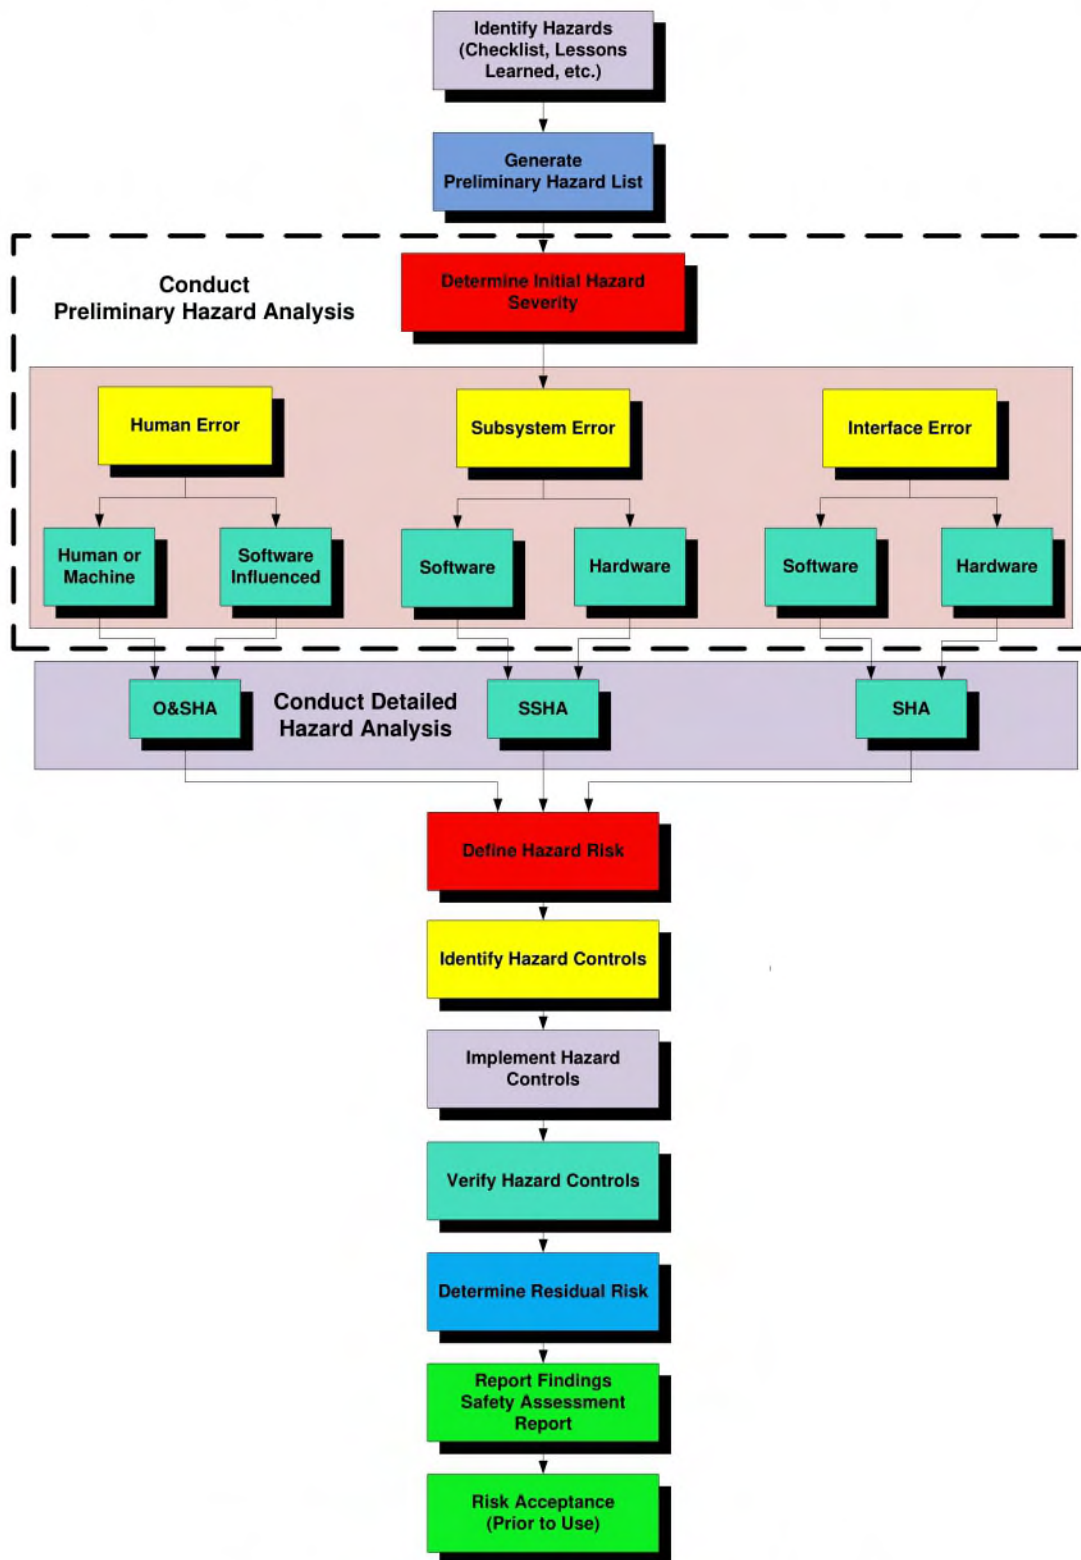 Identify Hazards
(Checklist, Lessons
Learned, etc.)
Generate
Preliminary Hazard List
Conduct
Preliminary Hazard Analysis
Determine Initial Hazard
Severity
Human Error
Subsystem Error
Interface Error
Human or
Machine
Software
Influenced
Software
Hardware
Software
Hardware
O&SHA
Conduct Detailed
Hazard Analysis
SSHA
SHA
Define Hazard Risk
Identify Hazard Controls
Implement Hazard
Controls
Verify Hazard Controls
Determine Residual Risk
Report Findings
Safety Assessment
Report
Risk Acceptance
(Prior to Use)